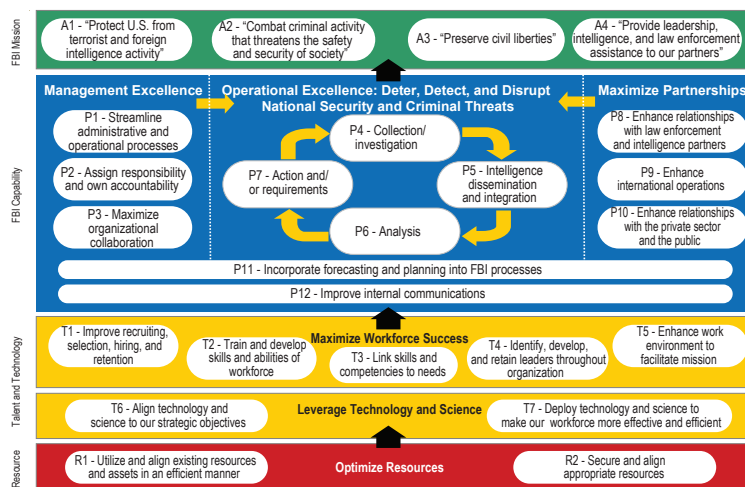 FBI Mission
A1 - “Protect U.S. from
terrorist and foreign
intelligence activity”
A2 - “Combat criminal activity
that threatens the safety
and security of society”
A3 - “Preserve civil liberties”
A4 - “Provide leadership,
intelligence, and law enforcement
assistance to our partners”
FBI Capability
Management Excellence
P1 - Streamline
administrative and
operational processes
P2 - Assign responsibility
and own accountability
P3 - Maximize
organizational
collaboration
Operational Excellence: Deter, Detect, and Disrupt
National Security and Criminal Threats
P4 - Collection/
investigation
P5 - Intelligence
dissemination
and integration
P6 - Analysis
P7 - Action and/
or requirements
Maximize Partnerships
P8 - Enhance relationships
with law enforcement
and intelligence partners
P9 - Enhance
international operations
P10 - Enhance relationships
with the private sector
and the public
P11 - Incorporate forecasting and planning into FBI processes
P12 - Improve internal communications
Talent and Technology
Maximize Workforce Success
T1 - Improve recruiting,
selection, hiring, and
retention
T2 - Train and develop
skills and abilities of
workforce
T3 - Link skills and
competencies to needs
T4 - Identify, develop,
and retain leaders throughout
organization
T5 - Enhance work
environment to
facilitate mission
T6 - Align technology and
science to our strategic objectives
Leverage Technology and Science
T7 - Deploy technology and science to
make our workforce more effective and efficient
Resource
R1 - Utilize and align existing resources
and assets in an efficient manner
Optimize Resources
R2 - Secure and align
appropriate resources